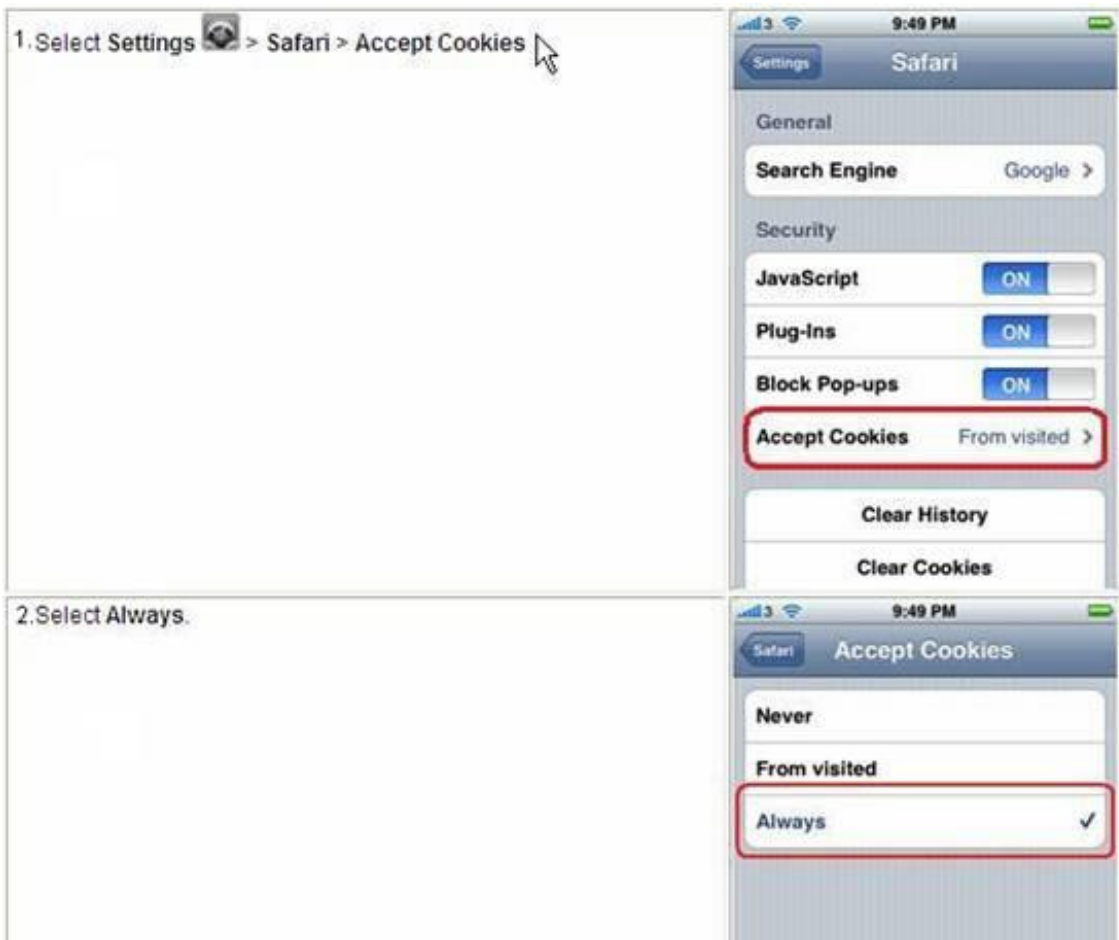 1. Select Settings > Safari > Accept Cookies
3 9:49 PM
Settings Safari
General
Search Engine Google >
Security
JavaScript ON
Plug-Ins ON
Block Pop-ups ON
Accept Cookies From visited >
Clear History
Clear Cookies
2.Select Always.
3 9:49 PM
Safari Accept Cookies
Never
From visited
Always ✓